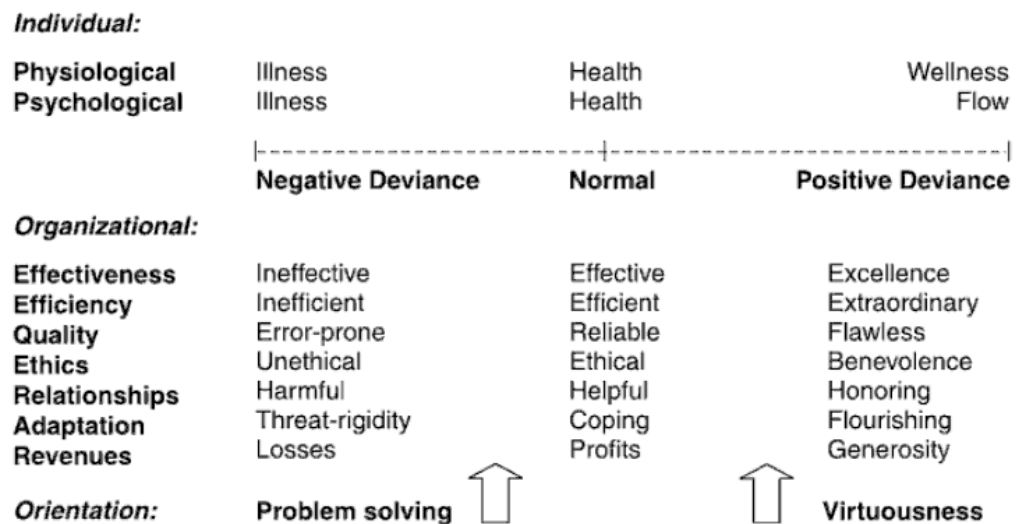 Individual:
Physiological Illness Health Wellness
Psychological Illness Health Flow
Negative Deviance Normal Positive Deviance
Organizational:
Effectiveness Ineffective Effective Excellence
Efficiency Inefficient Efficient Extraordinary
Quality Error-prone Reliable Flawless
Ethics Unethical Ethical Benevolence
Relationships Harmful Helpful Honoring
Adaptation Threat-rigidity Coping Flourishing
Revenues Losses Profits Generosity
Orientation: Problem solving Virtuousness